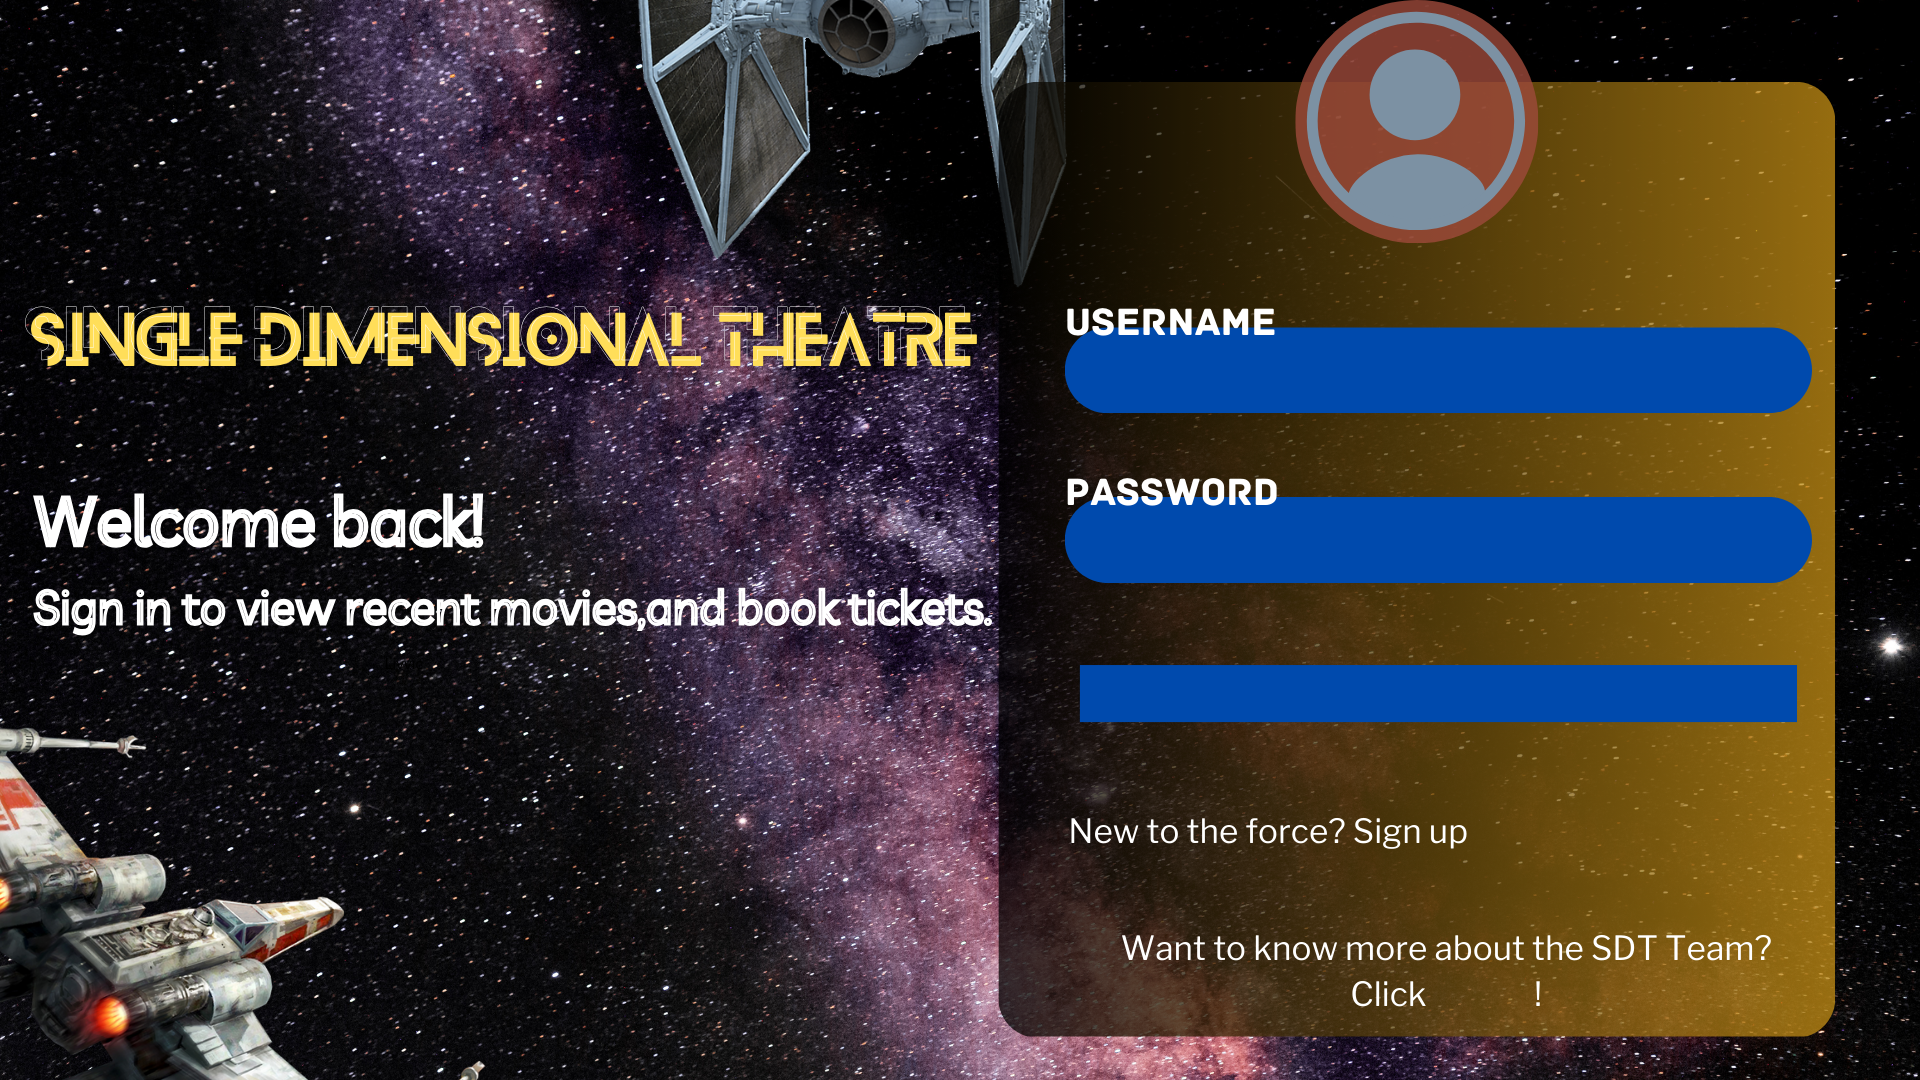 SINGLE DIMENSIONAL THEATRE
Welcome back!
Sign in to view recent movies,and book tickets.
USERNAME
PASSWORD
New to the force? Sign up
Want to know more about the SDT Team?
Click !